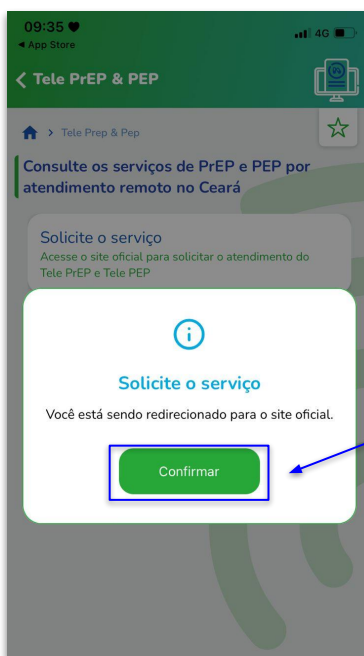 09:35
App Store
4G
Tele PrEP & PEP
Tele Prep & Pep
Consulte os serviços de PrEP e PEP por
atendimento remoto no Ceará
Solicite o serviço
Acesse o site oficial para solicitar o atendimento do
Tele PrEP e Tele PEP
Solicite o serviço
Você está sendo redirecionado para o site oficial.
Confirmar